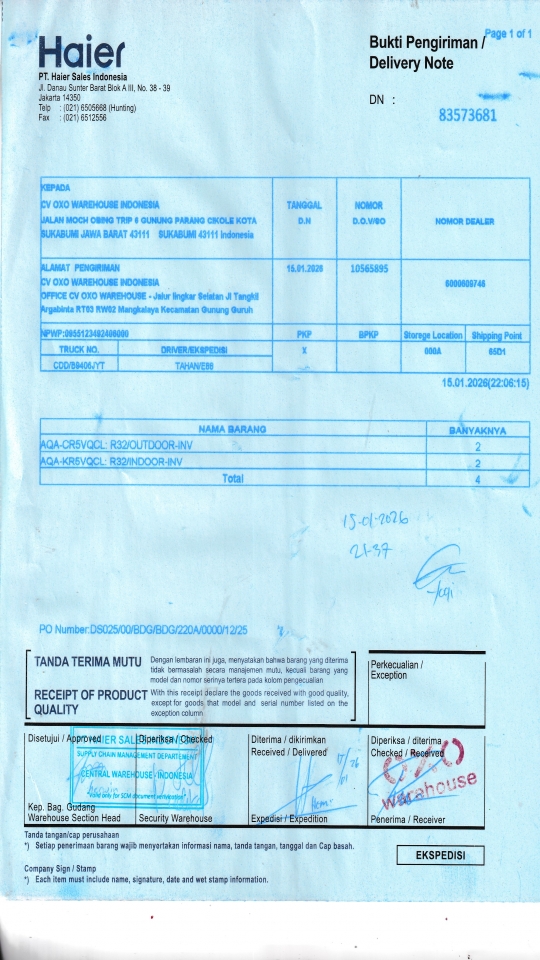 Haier
PT. Haier Sales Indonesia
Jl. Danau Sunter Barat Blok A III, No. 38 - 39
Jakarta 14350
Telp : (021) 6505668 (Hunting)
Fax : (021) 6512556
Page 1 of 1
Bukti Pengiriman /
Delivery Note
DN :
83573681
KEPADA
CV OXO WAREHOUSE INDONESIA
JALAN MOCH OBING TRIP 6 GUNUNG PARANG CIKOLE KOTA
SUKABUMI JAWA BARAT 43111 SUKABUMI 43111 Indonesia
TANGGAL
D.N
NOMOR
D.O.V/SO
NOMOR DEALER
ALAMAT PENGIRIMAN
CV OXO WAREHOUSE INDONESIA
OFFICE CV OXO WAREHOUSE - Jalur lingkar Selatan Jl Tangkil
Argabinta RT03 RW02 Mangkalaya Kecamatan Gunung Guruh
15.01.2026
10565895
NPWP:
PKP
BPKP
Storage Location
Shipping Point
TRUCK NO.
DRIVER/EKSPEDISI
X
000A
65D1
15.01.2026(22:06:15)
NAMA BARANG
BANYAKNYA
AQA-CR5VQCL: R32/OUTDOOR-INV
2
AQA-KR5VQCL: R32/INDOOR-INV
2
Total
4
15-01-2026
21-37
PO Number:DS025/00/BDG/BDG/220A/0000/12/25
TANDA TERIMA MUTU
Dengan lembaran ini juga, menyatakan bahwa barang yang diterima
tidak bermasalah secara manajemen mutu, kecuali barang yang
model dan nomor serinya tertera pada kolom pengecualian
RECEIPT OF PRODUCT
QUALITY
With this receipt declare the goods received with good quality,
except for goods that model and serial number listed on the
exception column
Perkecualian /
Exception
Disetujui / Approved
Diperiksa / Checked
Diterima / dikirimkan
Received / Delivered
Diperiksa / diterima
Checked / Received
SUPPLY CHAIN MANAGEMENT DEPARTEMENT
CENTRAL WAREHOUSE - INDONESIA
Valid only for SCM document verivication
OXO
warehouse
Kep. Bag. Gudang
Warehouse Section Head
Security Warehouse
Expedisi / Expedition
Penerima / Receiver
Tanda tangan/cap perusahaan
*) Setiap penerimaan barang wajib menyertakan informasi nama, tanda tangan, tanggal dan Cap basah.
EKSPEDISI
Company Sign / Stamp
*) Each item must include name, signature, date and wet stamp information.